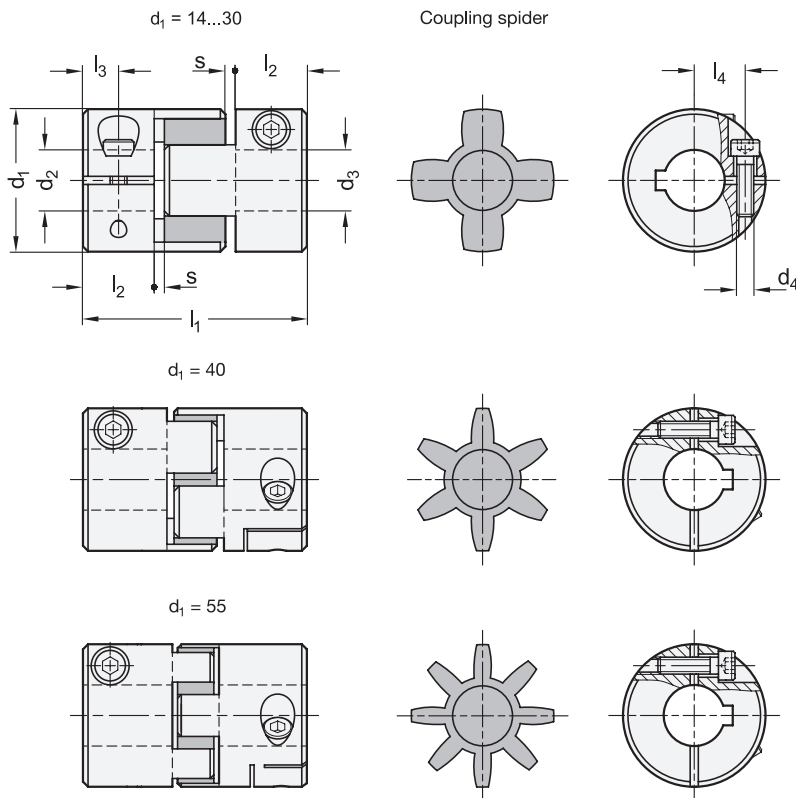 d1 = 14...30
Coupling spider
l3
s
l2
l4
d1
d2
d3
l2
s
d4
l1
d1 = 40
d1 = 55